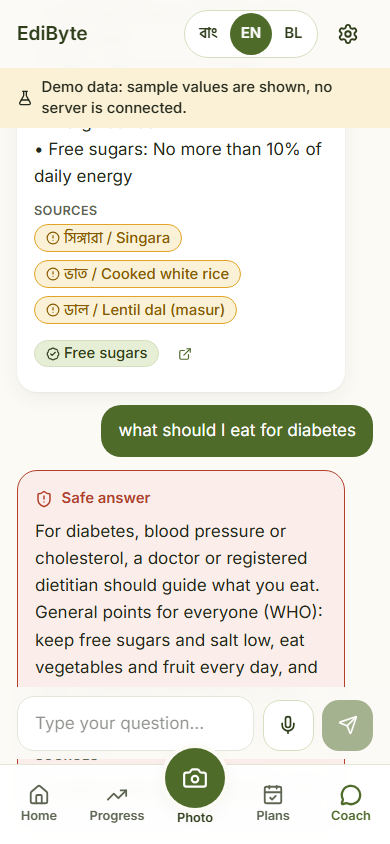 EdiByte
বাং EN BL
Demo data: sample values are shown, no
server is connected.
• Free sugars: No more than 10% of
daily energy
SOURCES
সিঙ্গারা / Singara
ভাত / Cooked white rice
ডাল / Lentil dal (masur)
Free sugars
what should I eat for diabetes
Safe answer
For diabetes, blood pressure or
cholesterol, a doctor or registered
dietitian should guide what you eat.
General points for everyone (WHO):
keep free sugars and salt low, eat
vegetables and fruit every day, and
Type your question...
Home Progress Photo Plans Coach